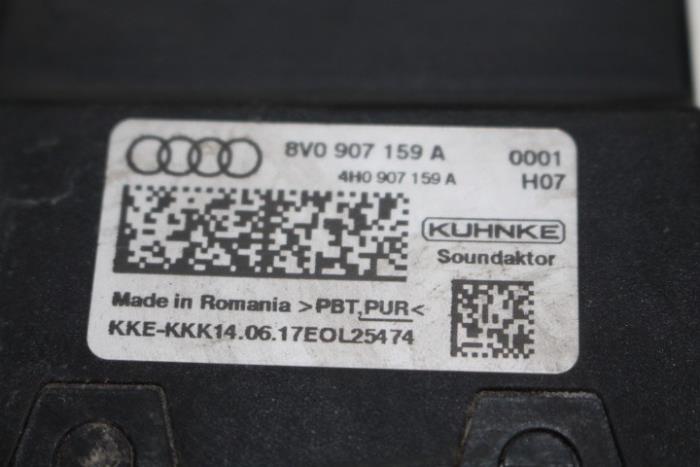 8V0 907 159 A 0001
4H0 907 159 A H07
KUHNKE
Soundaktor
Made in Romania >PBT,PUR<
KKE-KKK14.06.17EOL25474